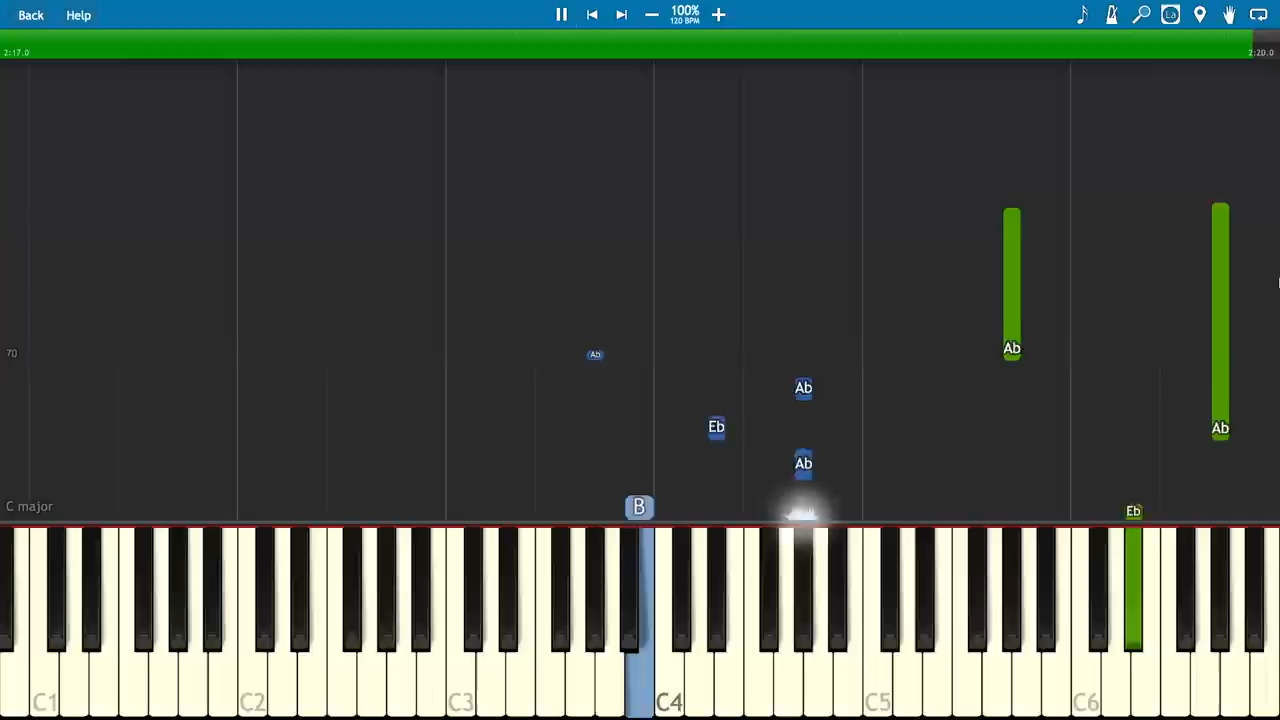 Back Help 100% La
120 BPM
2:17.0 2:20.0
Ab
70 Ab
Ab
Eb Ab
Ab
C major B Eb
C1 C2 C3 C4 C5 C6